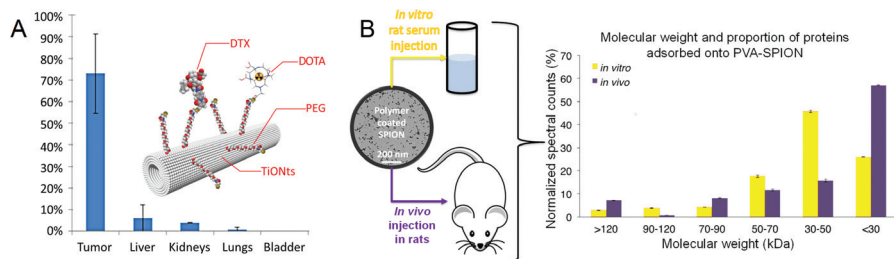 A
100%
90%
80%
70%
60%
50%
40%
30%
20%
10%
0%
Tumor
Liver
Kidneys
Lungs
Bladder
DTX
DOTA
PEG
TiONts
B
In vitro
rat serum
injection
Polymer
coated
SPION
200 nm
In vivo
injection
in rats
Molecular weight and proportion of proteins
adsorbed onto PVA-SPION
in vitro
in vivo
Normalized spectral counts (%)
70
60
50
40
30
20
10
0
>120
90-120
70-90
50-70
30-50
<30
Molecular weight (kDa)